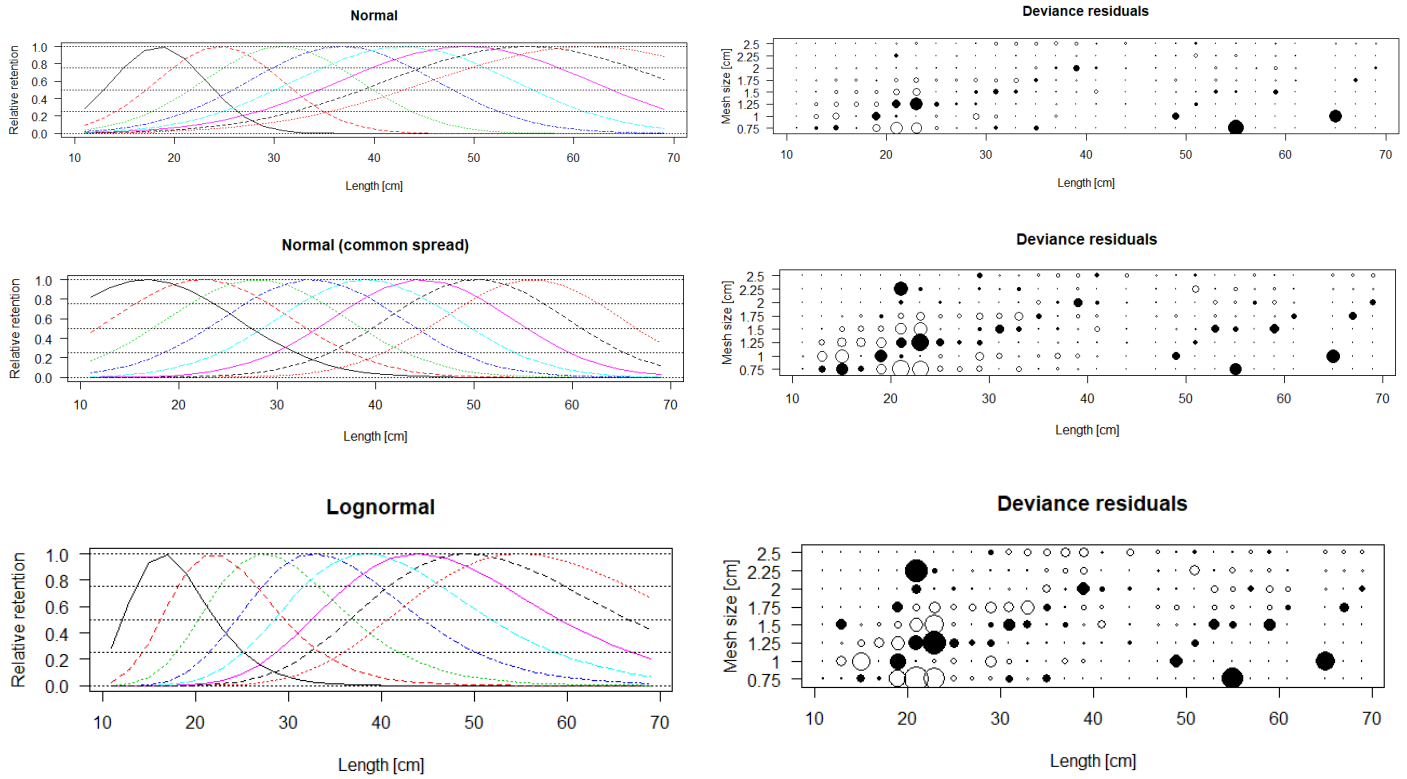 Normal
Relative retention
1.0
0.8
0.6
0.4
0.2
0.0
10 20 30 40 50 60 70
Length [cm]
Deviance residuals
Mesh size [cm]
2.5
2.25
2
1.75
1.5
1.25
1
0.75
10 20 30 40 50 60 70
Length [cm]
Normal (common spread)
Relative retention
1.0
0.8
0.6
0.4
0.2
0.0
10 20 30 40 50 60 70
Length [cm]
Deviance residuals
Mesh size [cm]
2.5
2.25
2
1.75
1.5
1.25
1
0.75
10 20 30 40 50 60 70
Length [cm]
Lognormal
Relative retention
1.0
0.8
0.6
0.4
0.2
0.0
10 20 30 40 50 60 70
Length [cm]
Deviance residuals
Mesh size [cm]
2.5
2.25
2
1.75
1.5
1.25
1
0.75
10 20 30 40 50 60 70
Length [cm]